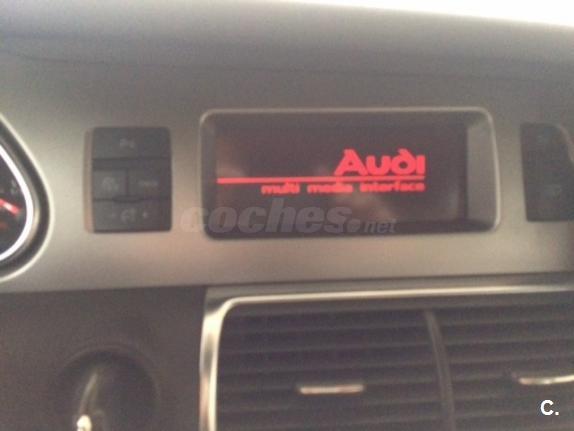 Audi
multi media interface
coches.net
C.